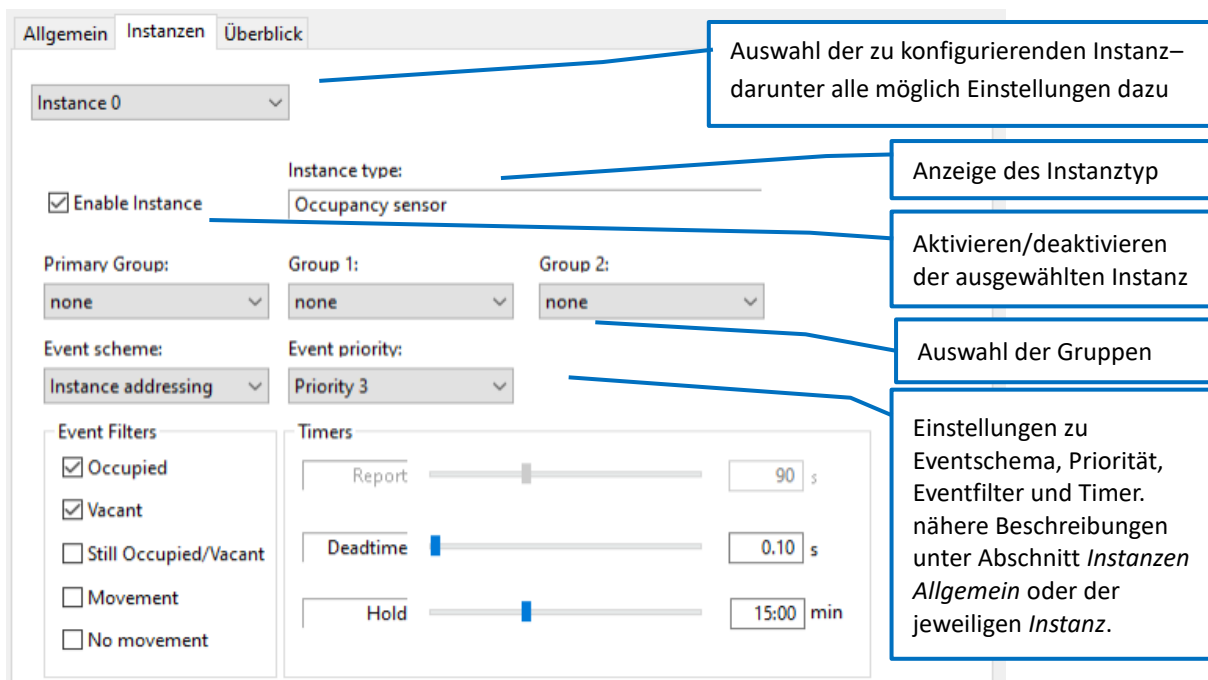 Allgemein Instanzen Überblick
Instance 0
Auswahl der zu konfigurierenden Instanz–
darunter alle möglich Einstellungen dazu
Instance type:
Enable Instance
Occupancy sensor
Anzeige des Instanztyp
Aktivieren/deaktivieren
der ausgewählten Instanz
Primary Group: Group 1: Group 2:
none none none
Auswahl der Gruppen
Event scheme: Event priority:
Instance addressing Priority 3
Event Filters
Occupied
Vacant
Still Occupied/Vacant
Movement
No movement
Timers
Report 90 s
Deadtime 0.10 s
Hold 15:00 min
Einstellungen zu
Eventschema, Priorität,
Eventfilter und Timer.
nähere Beschreibungen
unter Abschnitt Instanzen
Allgemein oder der
jeweiligen Instanz.